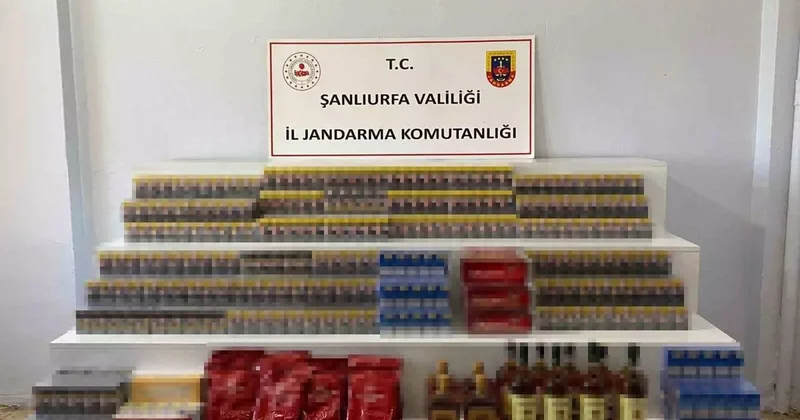 T.C.
ŞANLIURFA VALİLİĞİ
İL JANDARMA KOMUTANLIĞI